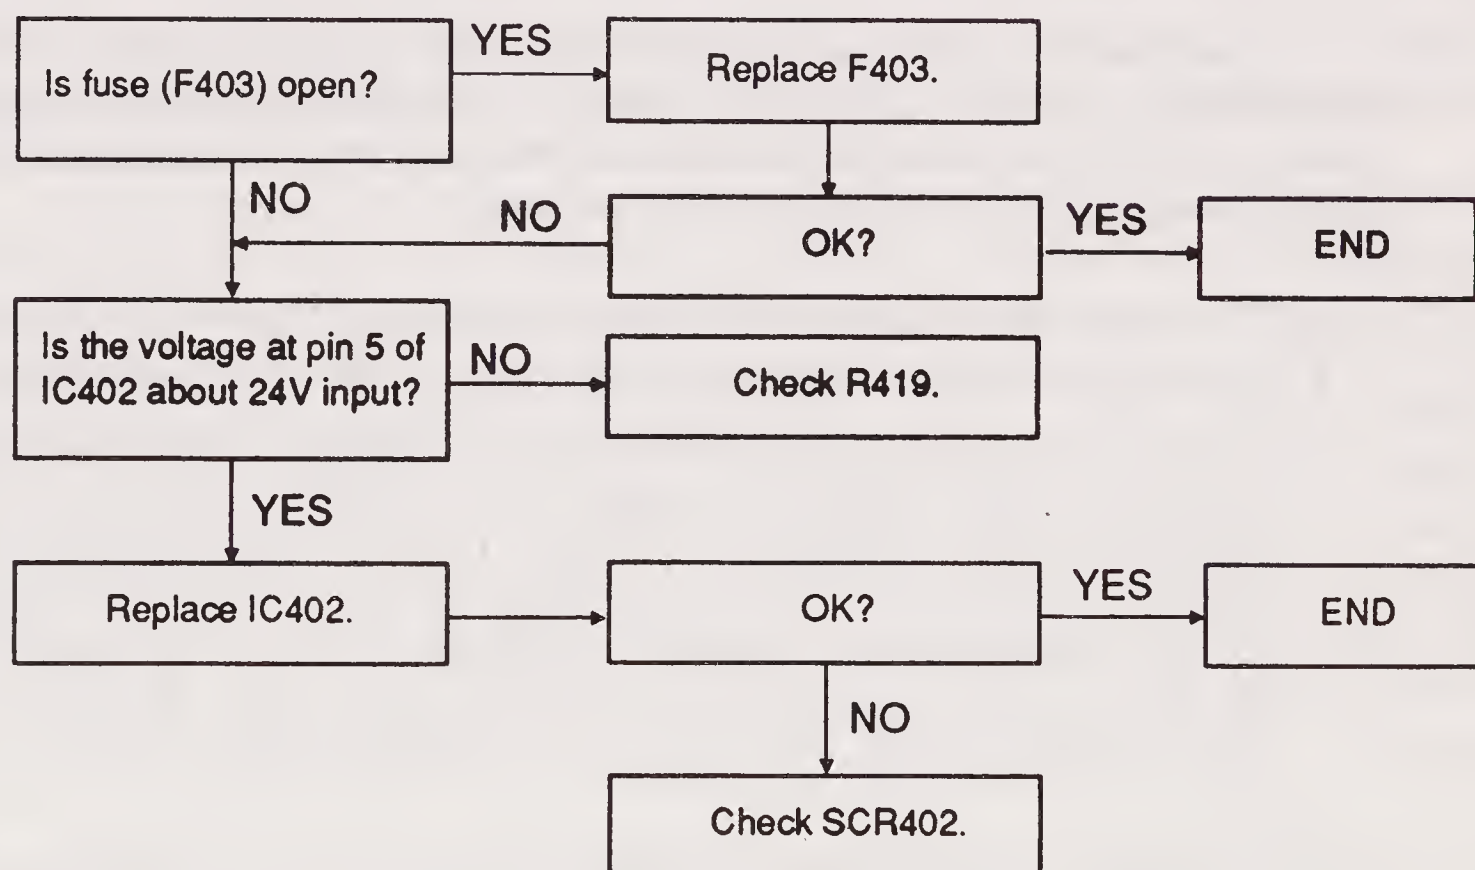 Is fuse (F403) open?
YES
Replace F403.
NO
NO
OK?
YES
END
Is the voltage at pin 5 of
IC402 about 24V input?
NO
Check R419.
YES
Replace IC402.
OK?
YES
END
NO
Check SCR402.